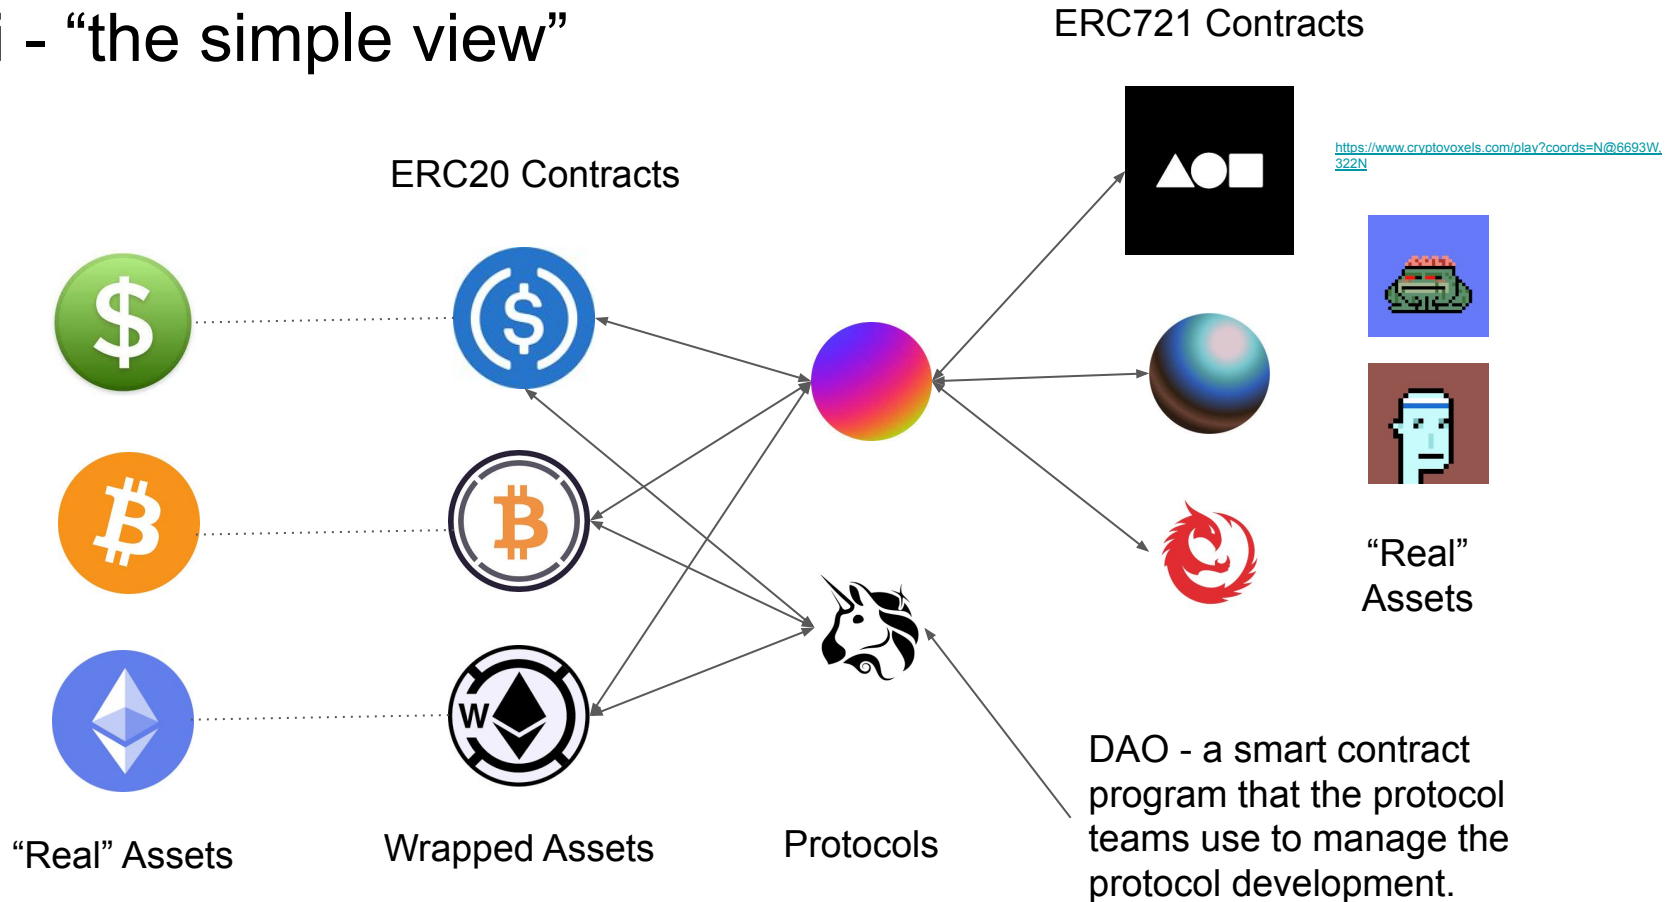 i - “the simple view”
ERC721 Contracts
https://www.cryptovoxels.com/play?coords=N@6693W,
322N
ERC20 Contracts
W
“Real”
Assets
DAO - a smart contract
program that the protocol
teams use to manage the
protocol development.
“Real” Assets
Wrapped Assets
Protocols